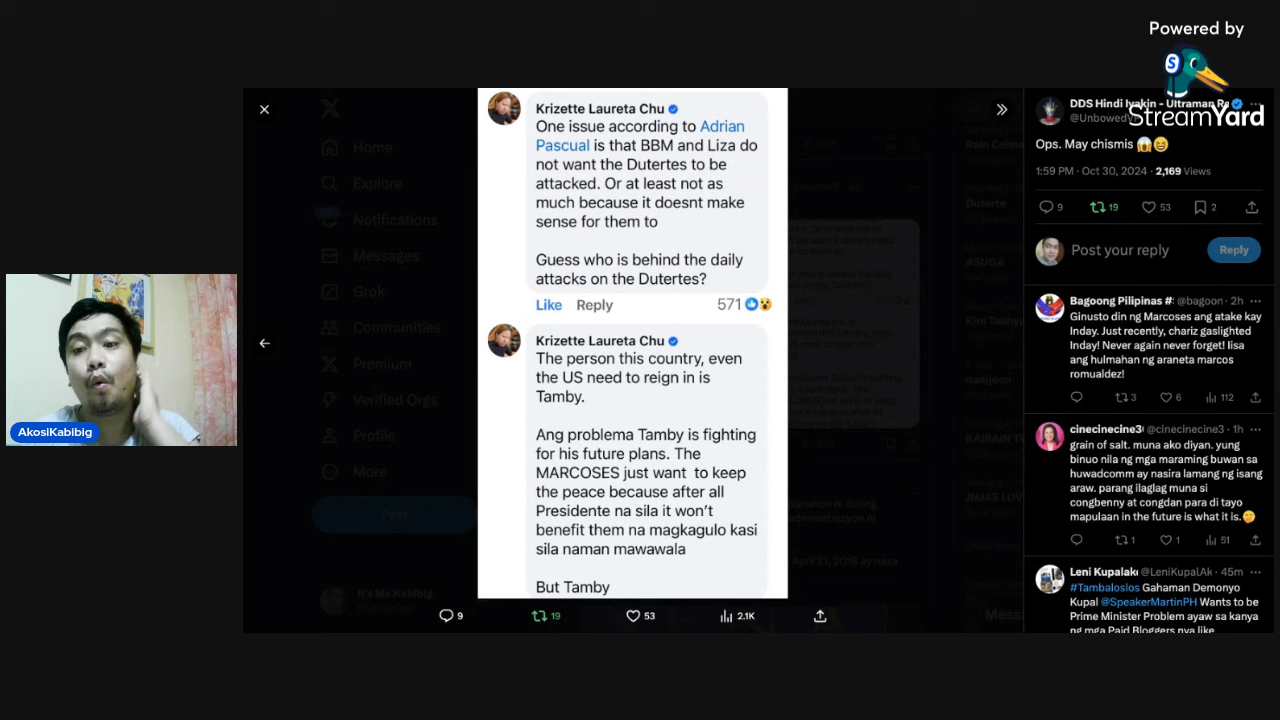 Powered by
StreamYard
Krizette Laureta Chu
One issue according to Adrian
Pascual is that BBM and Liza do
not want the Dutertes to be
attacked. Or at least not as
much because it doesnt make
sense for them to
Guess who is behind the daily
attacks on the Dutertes?
Like Reply 571
Krizette Laureta Chu
The person this country, even
the US need to reign in is
Tamby.
Ang problema Tamby is fighting
for his future plans. The
MARCOSES just want to keep
the peace because after all
Presidente na sila it won't
benefit them na magkagulo kasi
sila naman mawawala
But Tamby
9 19 53 2.1K
Home
Explore
Notifications
Messages
Grok
Communities
Premium
Verified Orgs
Profile
More
Post
It's Me Kabibig
AkosiKabibig
DDS Hindi Iyakin - Ultraman
Ops. May chismis
1:59 PM · Oct 30, 2024 · 2,169 Views
9 19 53 2
Post your reply Reply
Bagoong Pilipinas #: @bagoon · 2h
Ginusto din ng Marcoses ang atake kay
Inday. Just recently, chariz gaslighted
Inday! Never again never forget! Iisa
ang hulmahan ng araneta marcos
romualdez!
3 6 112
cinecinecine3 @cinecinecine3 · 1h
grain of salt. muna ako diyan. yung
binuo nila ng mga maraming buwan sa
huwadcomm ay nasira lamang ng isang
araw. parang ilaglag muna si
congbenny at congdan para di tayo
mapulaan in the future is what it is.
1 1 51
Leni Kupalak @LeniKupalAk · 45m
#Tambaloslos Gahaman Demonyo
Kupal @SpeakerMartinPH Wants to be
Prime Minister Problem ayaw sa kanya
ng mga Paid Bloggers nya like